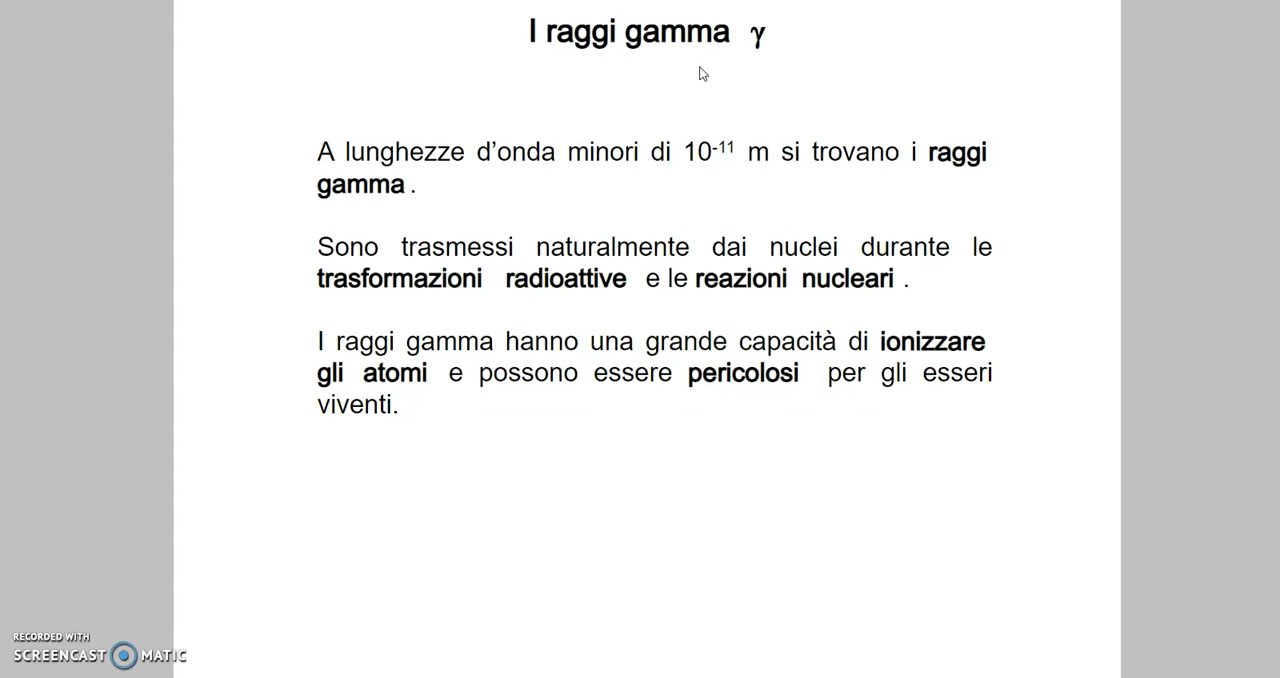 I raggi gamma γ
A lunghezze d’onda minori di 10⁻¹¹ m si trovano i raggi
gamma .
Sono trasmessi naturalmente dai nuclei durante le
trasformazioni radioattive e le reazioni nucleari .
I raggi gamma hanno una grande capacità di ionizzare
gli atomi e possono essere pericolosi per gli esseri
viventi.
RECORDED WITH
SCREENCAST MATIC